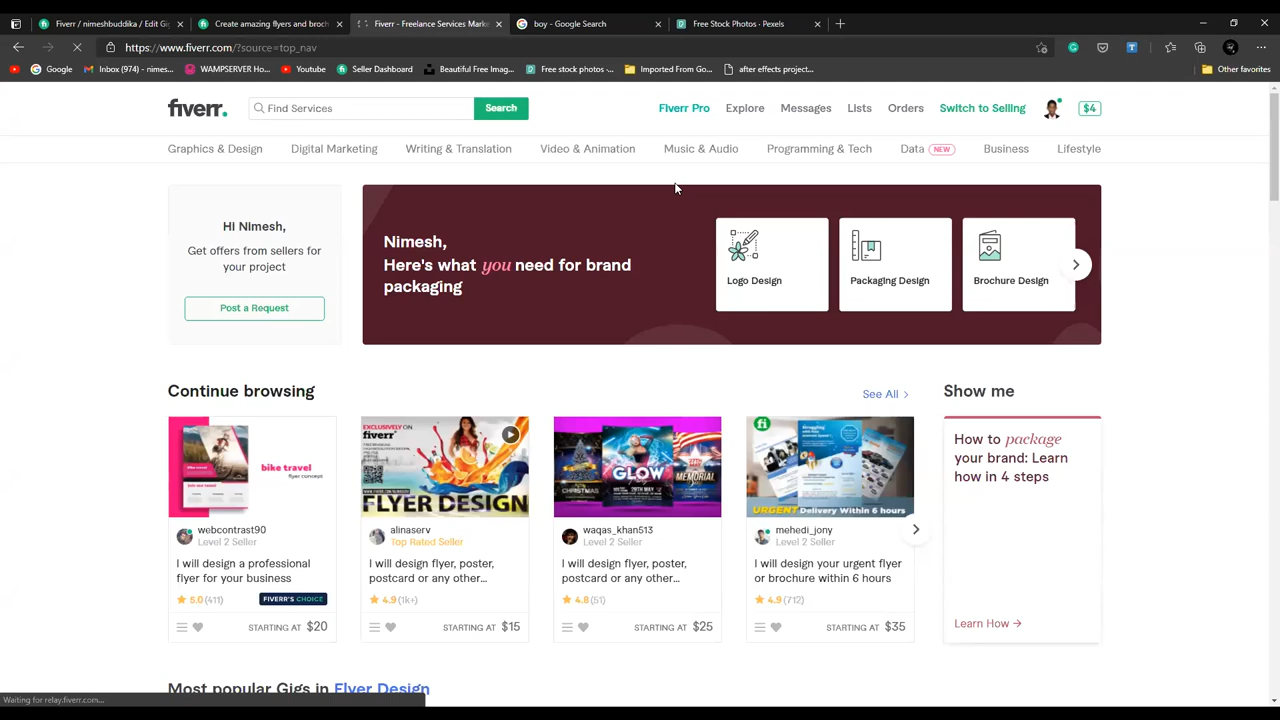 Fiverr / nimeshbuddika / Edit Gi
Create amazing flyers and broch
Fiverr - Freelance Services Mark
boy - Google Search
Free Stock Photos · Pexels
https://www.fiverr.com/?source=top_nav
Google
Inbox (974) - nimes...
WAMPSERVER Ho...
Youtube
Seller Dashboard
Beautiful Free Imag...
Free stock photos ·...
Imported From Go...
after effects project...
Other favorites
fiverr.
Find Services
Search
Fiverr Pro
Explore
Messages
Lists
Orders
Switch to Selling
$4
Graphics & Design
Digital Marketing
Writing & Translation
Video & Animation
Music & Audio
Programming & Tech
Data NEW
Business
Lifestyle
Hi Nimesh,
Get offers from sellers for
your project
Post a Request
Nimesh,
Here's what you need for brand
packaging
Logo Design
Packaging Design
Brochure Design
Continue browsing
See All >
Show me
How to package
your brand: Learn
how in 4 steps
Learn How →
bike travel
flyer concept
webcontrast90
Level 2 Seller
I will design a professional
flyer for your business
5.0 (411)
FIVERR'S CHOICE
STARTING AT $20
EXCLUSIVELY ON
fiverr
FLYER DESIGN
alinaserv
Top Rated Seller
I will design flyer, poster,
postcard or any other...
4.9 (1k+)
STARTING AT $15
CHRISTMAS
GLOW
MEMORIAL
waqas_khan513
Level 2 Seller
I will design flyer, poster,
postcard or any other...
4.8 (51)
STARTING AT $25
fi
URGENT Delivery Within 6 hours
mehedi_jony
Level 2 Seller
I will design your urgent flyer
or brochure within 6 hours
4.9 (712)
STARTING AT $35
Most popular Gigs in Flyer Design
Waiting for relay.fiverr.com...